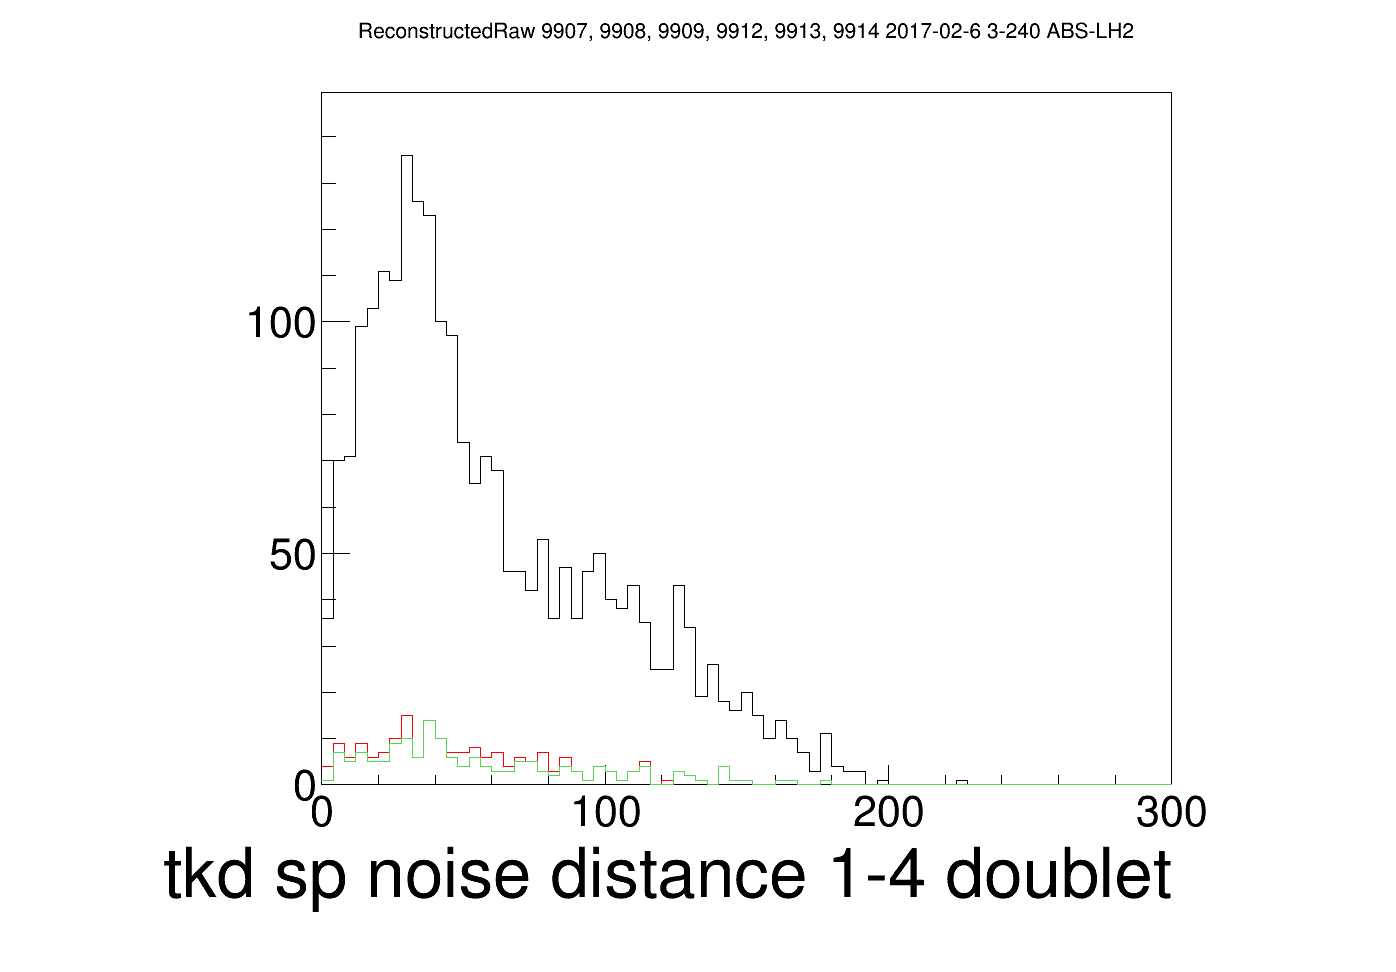 ReconstructedRaw 9907, 9908, 9909, 9912, 9913, 9914 2017-02-6 3-240 ABS-LH2
100
50
0
0 100 200 300
tkd sp noise distance 1-4 doublet